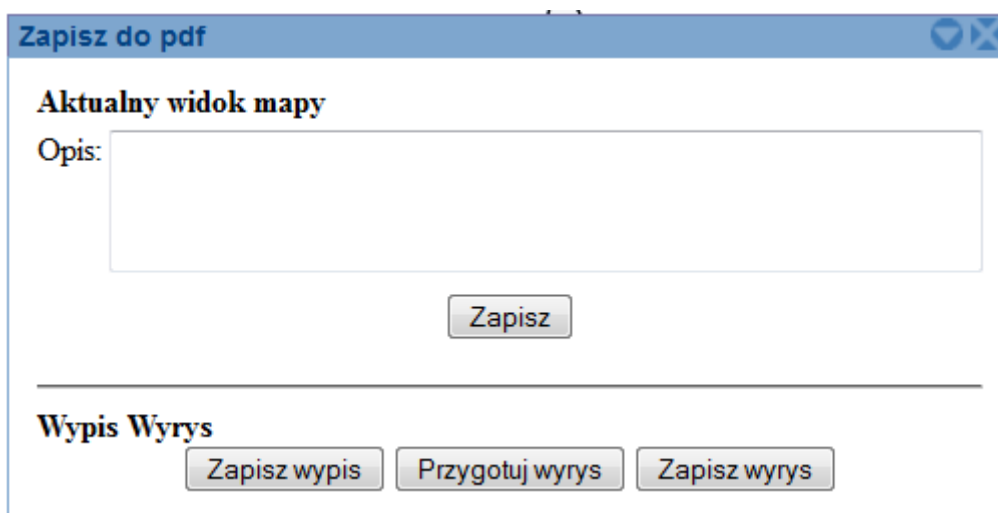 Zapisz do pdf
Aktualny widok mapy
Opis:
Zapisz
Wypis Wyrys
Zapisz wypis Przygotuj wyrys Zapisz wyrys